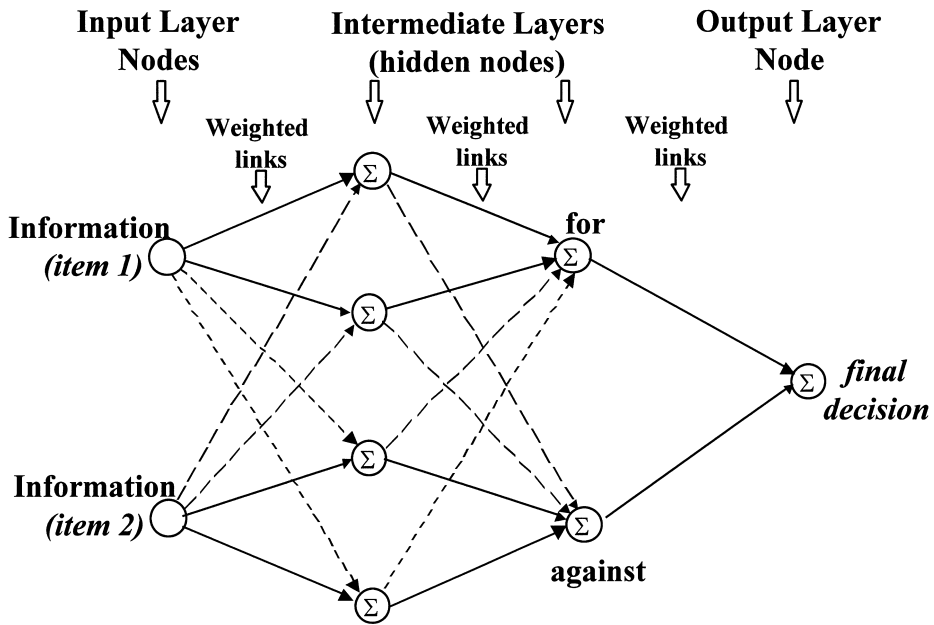 Input Layer
Nodes
Intermediate Layers
(hidden nodes)
Output Layer
Node
Weighted
links
Weighted
links
Weighted
links
Σ
Information
(item 1)
for
Σ
Σ
final
decision
Σ
Σ
Information
(item 2)
Σ
against
Σ